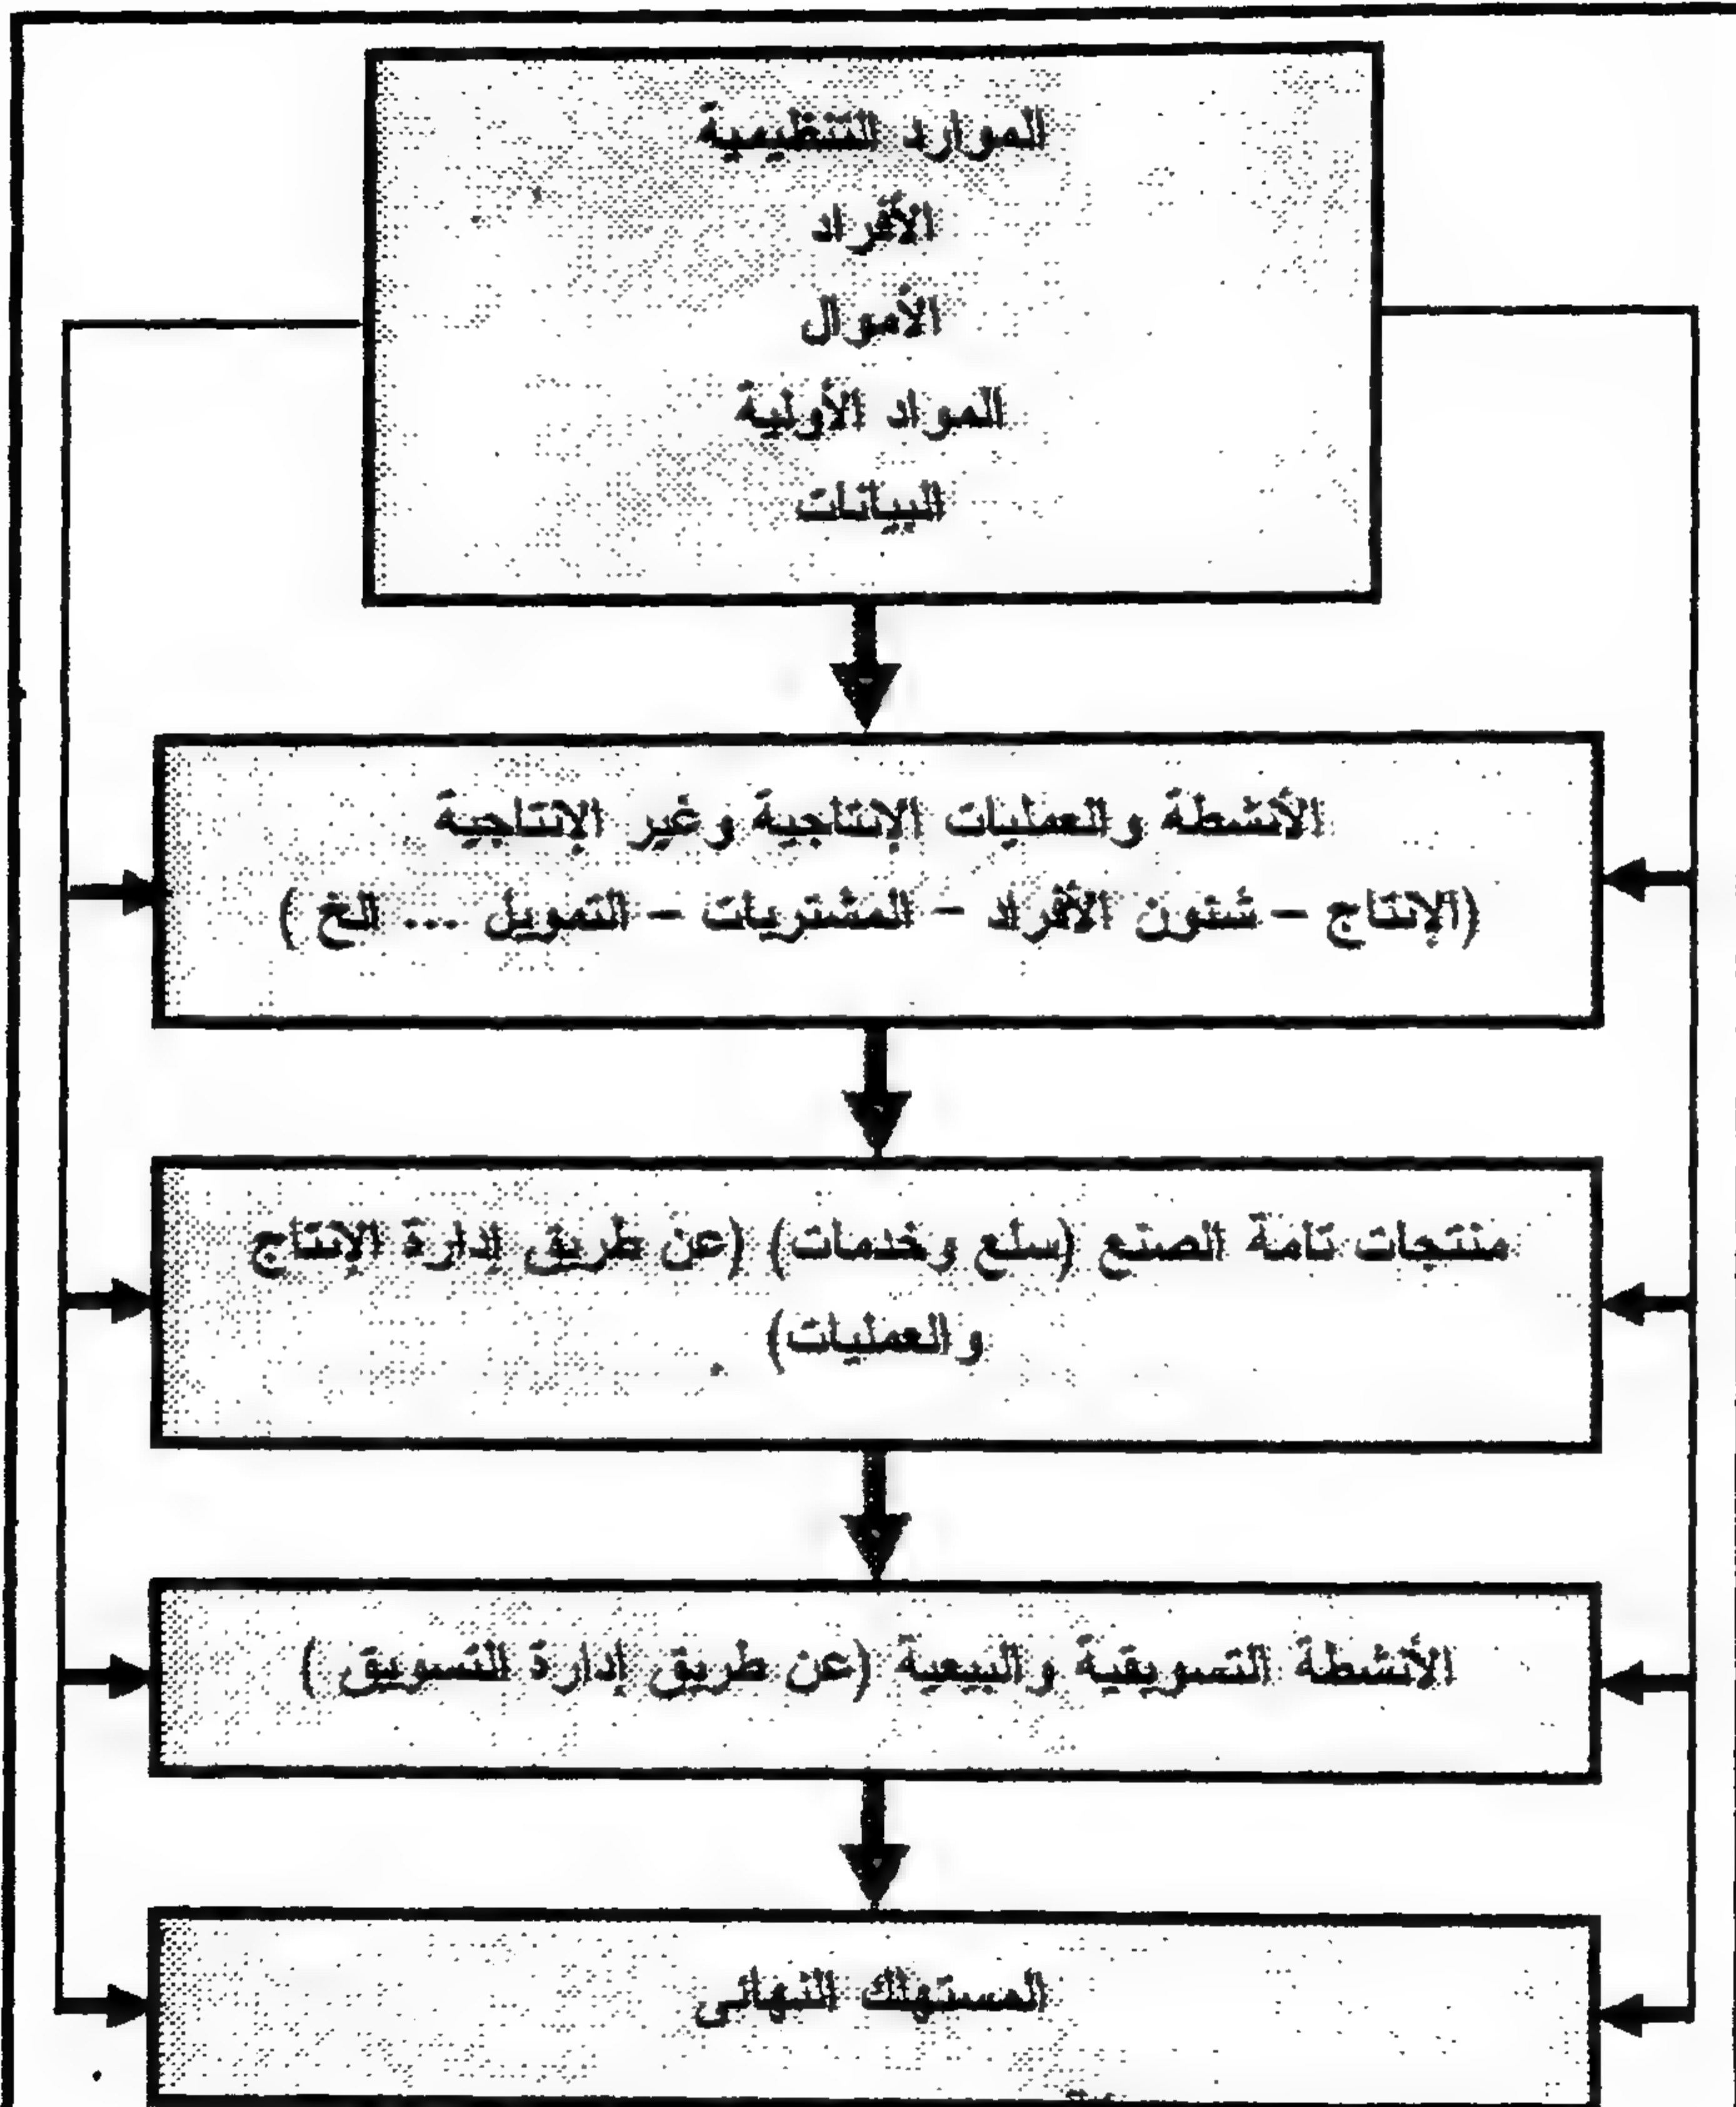 الموارد التنظيمية
الأفراد
الأموال
المواد الأولية
البيانات
الأنشطة والعمليات الإنتاجية وغير الإنتاجية
(الإنتاج – شئون الأفراد – المشتريات – التمويل ... الخ )
منتجات تامة الصنع (سلع وخدمات) (عن طريق إدارة الإنتاج
والعمليات)
الأنشطة التسويقية والبيعية (عن طريق إدارة التسويق )
المستهلك النهائى